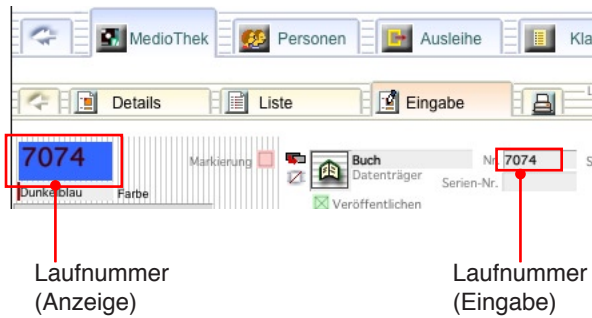 MedioThek Personen Ausleihe Kla
Details Liste Eingabe
7074 Markierung Buch Nr. 7074 S
Datenträger Serien-Nr.
Dunkelblau Farbe
Veröffentlichen
Laufnummer Laufnummer
(Anzeige) (Eingabe)